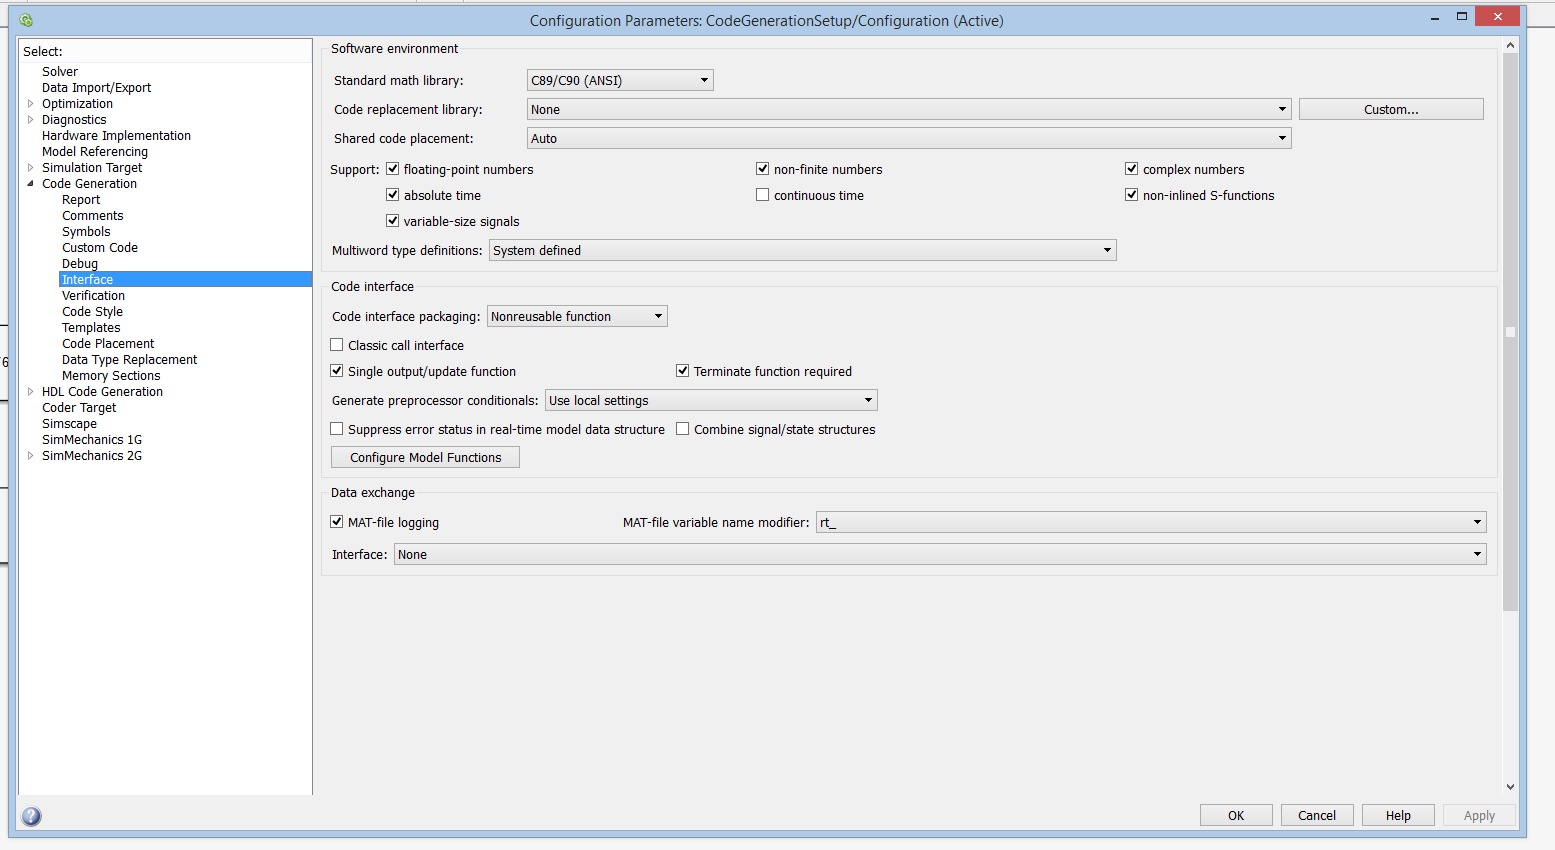 Configuration Parameters: CodeGenerationSetup/Configuration (Active)
Select:
Solver
Data Import/Export
Optimization
Diagnostics
Hardware Implementation
Model Referencing
Simulation Target
Code Generation
Report
Comments
Symbols
Custom Code
Debug
Interface
Verification
Code Style
Templates
Code Placement
Data Type Replacement
Memory Sections
HDL Code Generation
Coder Target
Simscape
SimMechanics 1G
SimMechanics 2G
Software environment
Standard math library: C89/C90 (ANSI)
Code replacement library: None Custom...
Shared code placement: Auto
Support: floating-point numbers non-finite numbers complex numbers
absolute time continuous time non-inlined S-functions
variable-size signals
Multiword type definitions: System defined
Code interface
Code interface packaging: Nonreusable function
Classic call interface
Single output/update function Terminate function required
Generate preprocessor conditionals: Use local settings
Suppress error status in real-time model data structure Combine signal/state structures
Configure Model Functions
Data exchange
MAT-file logging MAT-file variable name modifier: rt_
Interface: None
OK Cancel Help Apply